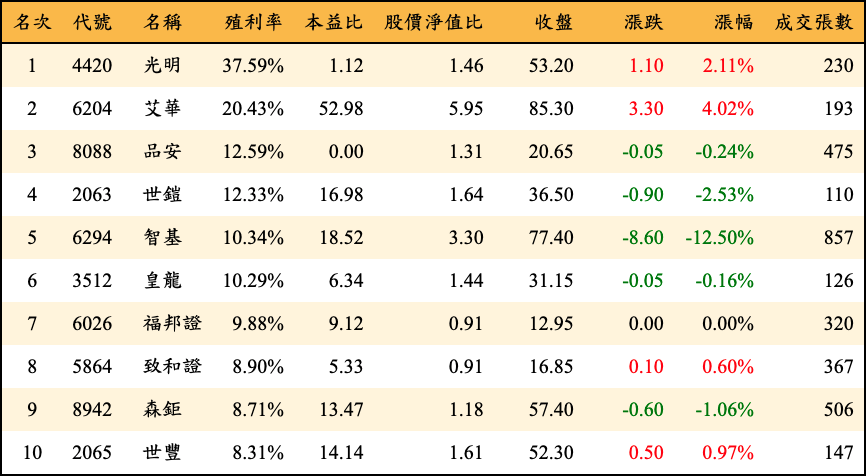 名次 代號 名稱 殖利率 本益比 股價淨值比 收盤 漲跌 漲幅 成交張數
1 4420 光明 37.59% 1.12 1.46 53.20 1.10 2.11% 230
2 6204 艾華 20.43% 52.98 5.95 85.30 3.30 4.02% 193
3 8088 品安 12.59% 0.00 1.31 20.65 -0.05 -0.24% 475
4 2063 世鎧 12.33% 16.98 1.64 36.50 -0.90 -2.53% 110
5 6294 智基 10.34% 18.52 3.30 77.40 -8.60 -12.50% 857
6 3512 皇龍 10.29% 6.34 1.44 31.15 -0.05 -0.16% 126
7 6026 福邦證 9.88% 9.12 0.91 12.95 0.00 0.00% 320
8 5864 致和證 8.90% 5.33 0.91 16.85 0.10 0.60% 367
9 8942 森鉅 8.71% 13.47 1.18 57.40 -0.60 -1.06% 506
10 2065 世豐 8.31% 14.14 1.61 52.30 0.50 0.97% 147